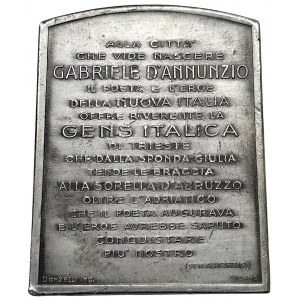 ALLA CITTA'
CHE VIDE NASCERE
GABRIELE D'ANNUNZIO
IL POETA E L'EROE
DELLA NUOVA ITALIA
OFFRE RIVERENTE LA
GENS ITALICA
DI TRIESTE
CHE DALLA SPONDA GIULIA
TENDE LE BRACCIA
ALLA SORELLA D'ABRUZZO
OLTRE L'ADRIATICO
CHE IL POETA AUGURAVA
E L'EROE AVREBBE SAPUTO
CONQUISTARE
PIU' NOSTRO
DONZELLI INC.